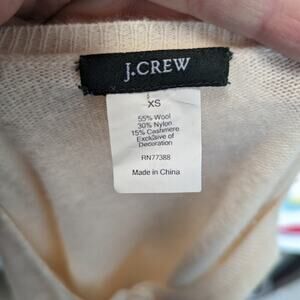 J.CREW
XS
55% Wool
30% Nylon
15% Cashmere
Exclusive of
Decoration
RN77388
Made in China